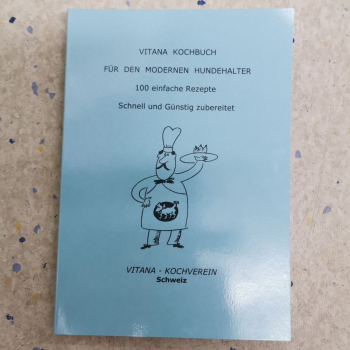 VITANA KOCHBUCH
FÜR DEN MODERNEN HUNDEHALTER
100 einfache Rezepte
Schnell und Günstig zubereitet
VITANA - KOCHVEREIN
Schweiz